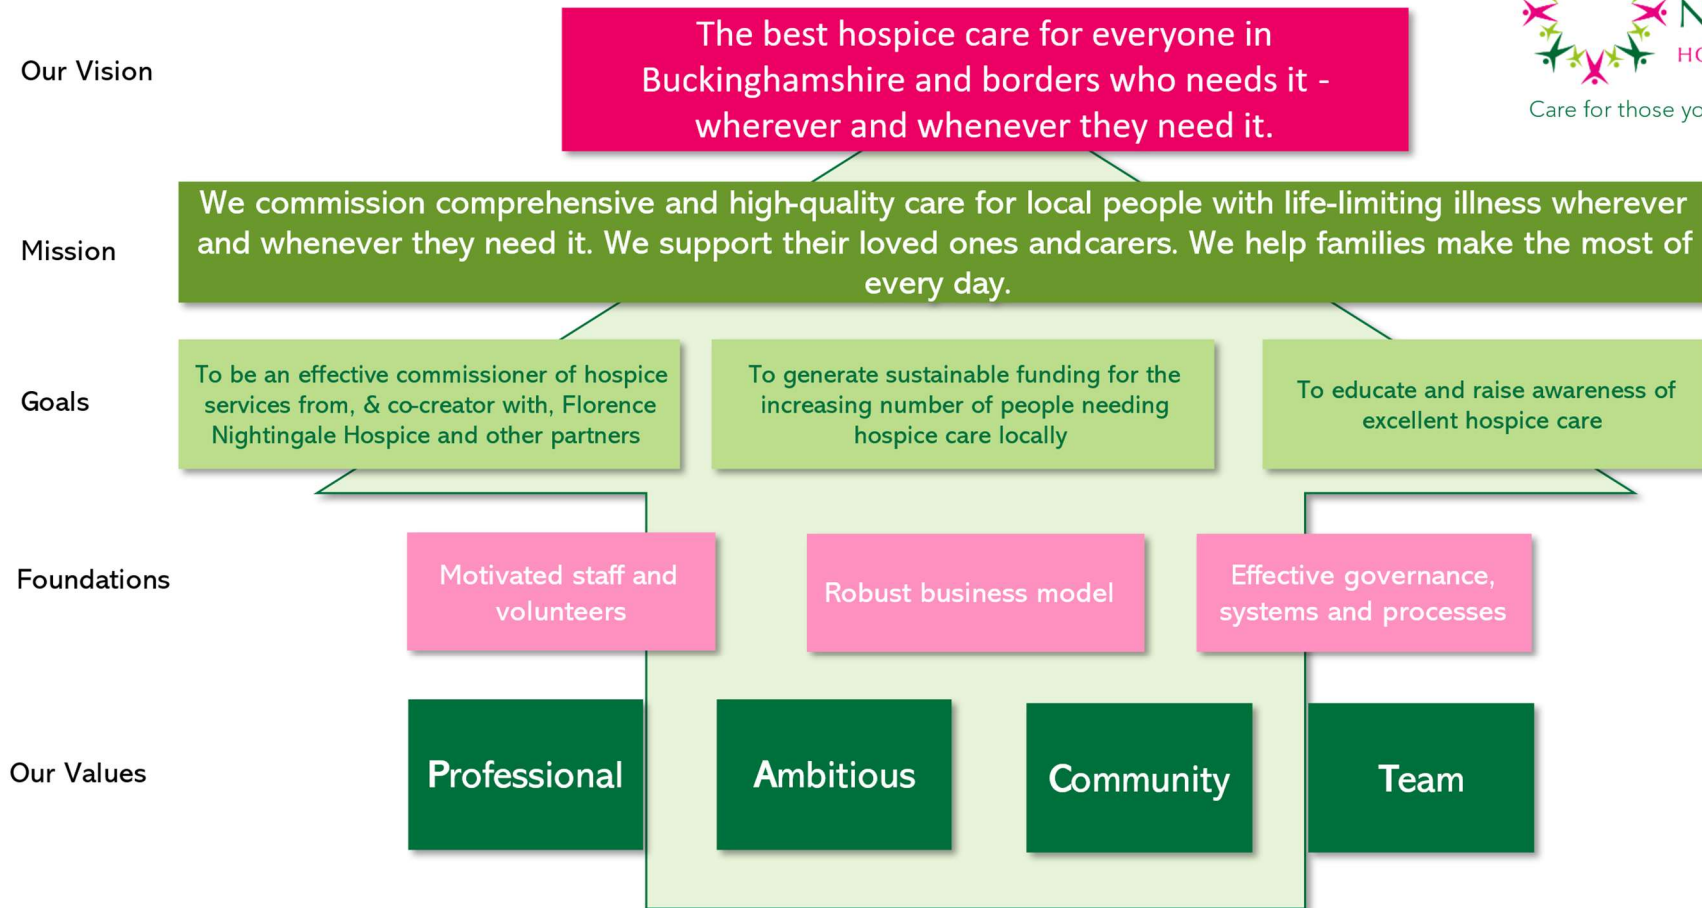 Our Vision
The best hospice care for everyone in
Buckinghamshire and borders who needs it -
wherever and whenever they need it.
Care for those
Mission
We commission comprehensive and high-quality care for local people with life-limiting illness wherever
and whenever they need it. We support their loved ones andcarers. We help families make the most of
every day.
Goals
To be an effective commissioner of hospice
services from, & co-creator with, Florence
Nightingale Hospice and other partners
To generate sustainable funding for the
increasing number of people needing
hospice care locally
To educate and raise awareness of
excellent hospice care
Foundations
Motivated staff and
volunteers
Robust business model
Effective governance,
systems and processes
Our Values
Professional
Ambitious
Community
Team